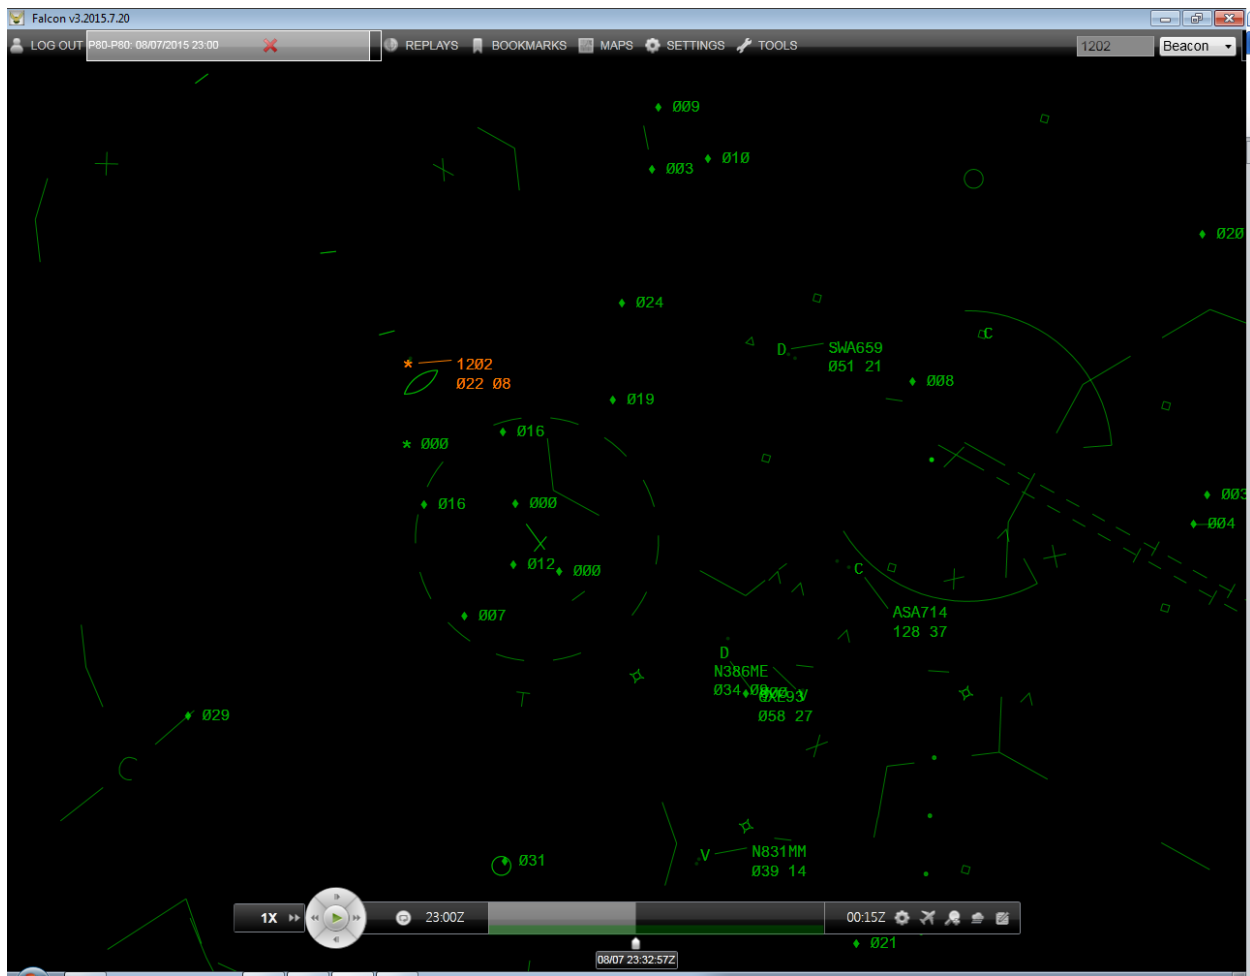 Falcon v3.2015.7.20
LOG OUT P80-P80: 08/07/2015 23:00 REPLAYS BOOKMARKS MAPS SETTINGS TOOLS 1202 Beacon
009
010
003
C
020
024
C
D SWA659
051 21
1202
022 08
008
019
000
016
016
000
003
004
012
000
C
007
ASA714
128 37
D
N386ME
034
V
QXE93
058 27
029
V N831MM
039 14
031
1X 23:00Z 00:15Z
08/07 23:32:57Z
021